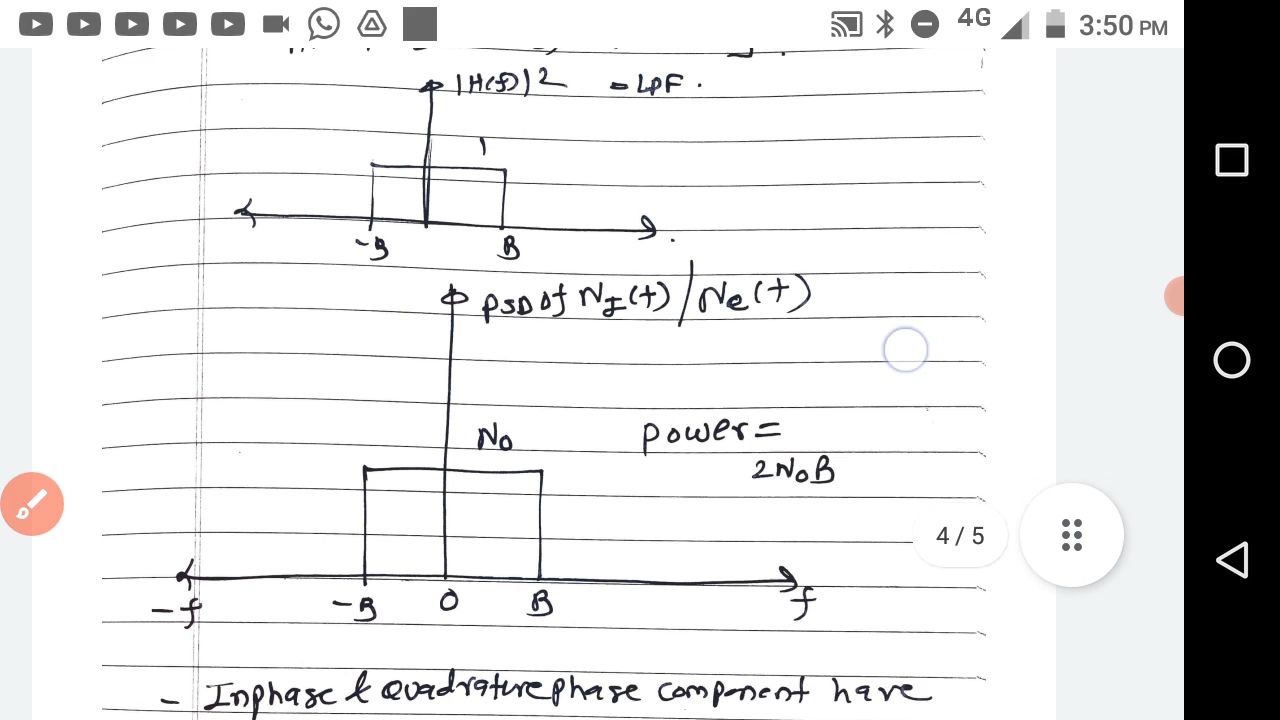 4G 3:50 PM
|H(f)|2 - LPF.
1
-B B
PSD of NI(t)/Nc(t)
N0
power =
2N0B
4 / 5
-f -B 0 B f
- Inphase & quadrature phase component have